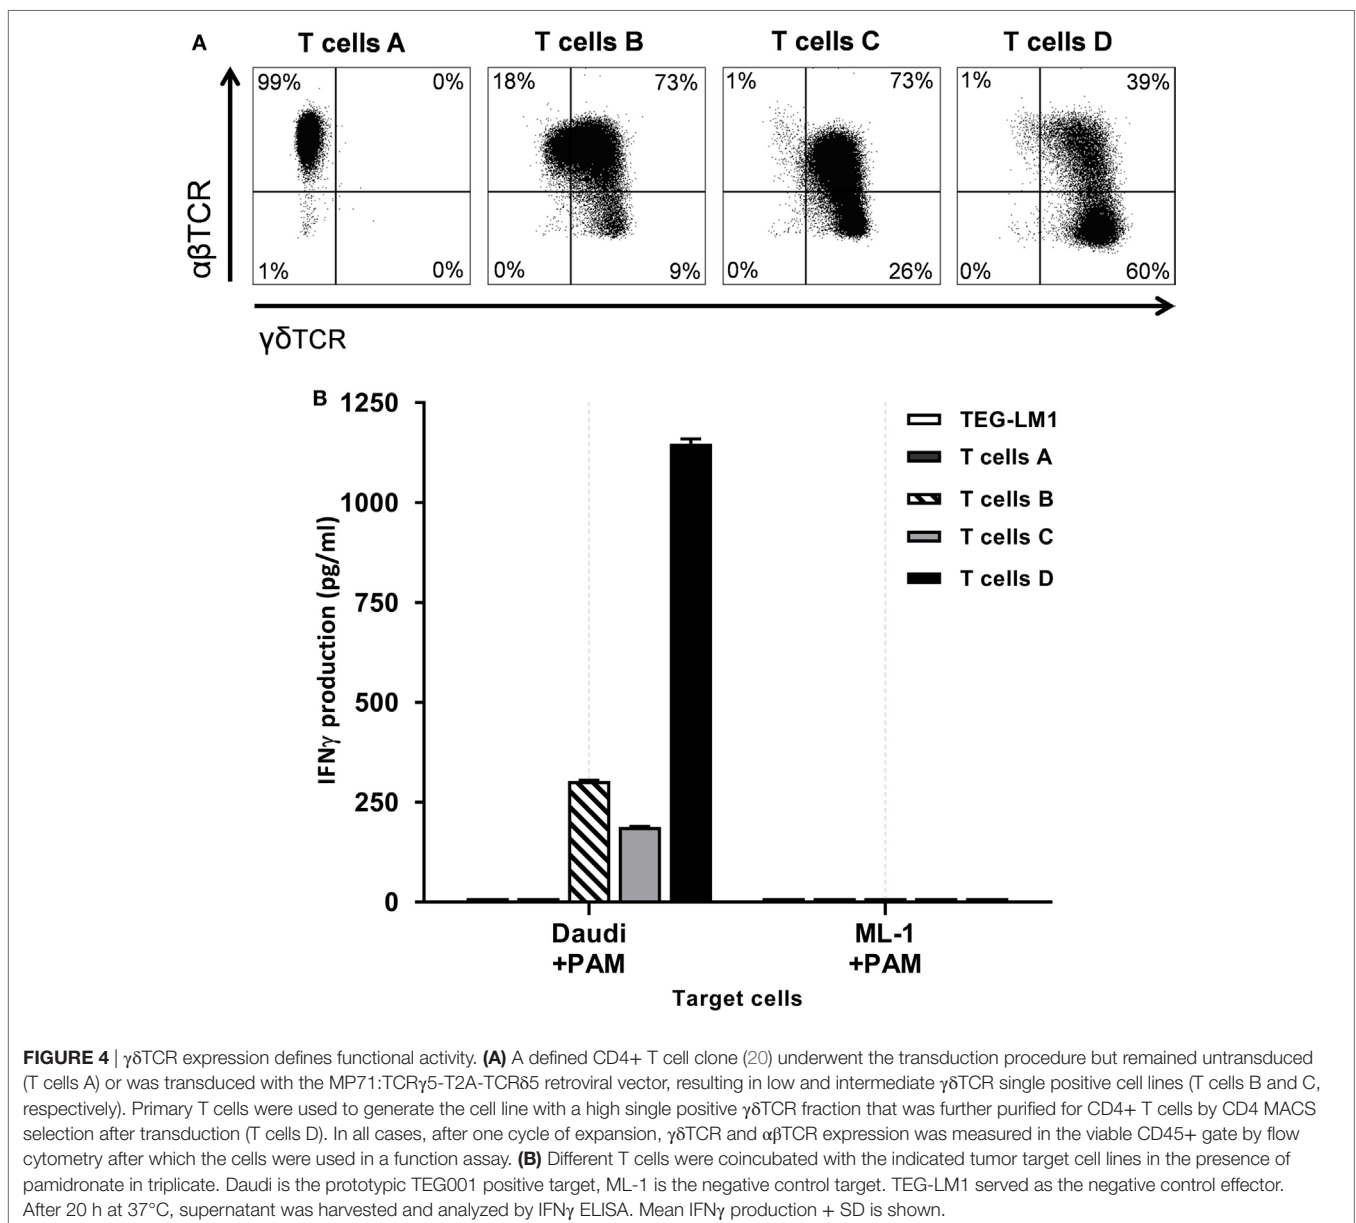 A
T cells A
T cells B
T cells C
T cells D
99%
0%
18%
73%
1%
73%
1%
39%
αβTCR
1%
0%
0%
9%
0%
26%
0%
60%
γδTCR
B
1250
1000
750
500
250
0
IFNγ production (pg/ml)
TEG-LM1
T cells A
T cells B
T cells C
T cells D
Daudi
+PAM
ML-1
+PAM
Target cells
FIGURE 4 | γδTCR expression defines functional activity. (A) A defined CD4+ T cell clone (20) underwent the transduction procedure but remained untransduced
(T cells A) or was transduced with the MP71:TCRγ5-T2A-TCRδ5 retroviral vector, resulting in low and intermediate γδTCR single positive cell lines (T cells B and C,
respectively). Primary T cells were used to generate the cell line with a high single positive γδTCR fraction that was further purified for CD4+ T cells by CD4 MACS
selection after transduction (T cells D). In all cases, after one cycle of expansion, γδTCR and αβTCR expression was measured in the viable CD45+ gate by flow
cytometry after which the cells were used in a function assay. (B) Different T cells were coincubated with the indicated tumor target cell lines in the presence of
pamidronate in triplicate. Daudi is the prototypic TEG001 positive target, ML-1 is the negative control target. TEG-LM1 served as the negative control effector.
After 20 h at 37°C, supernatant was harvested and analyzed by IFNγ ELISA. Mean IFNγ production + SD is shown.